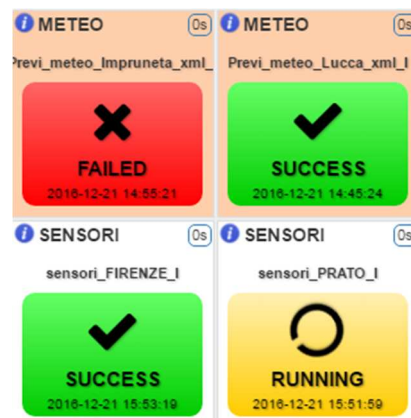 METEO 0s
Previ_meteo_Impruneta_xml_
FAILED
2016-12-21 14:55:21
METEO 0s
Previ_meteo_Lucca_xml_I
SUCCESS
2016-12-21 14:45:24
SENSORI 0s
sensori_FIRENZE_I
SUCCESS
2016-12-21 15:53:19
SENSORI 0s
sensori_PRATO_I
RUNNING
2016-12-21 15:51:59